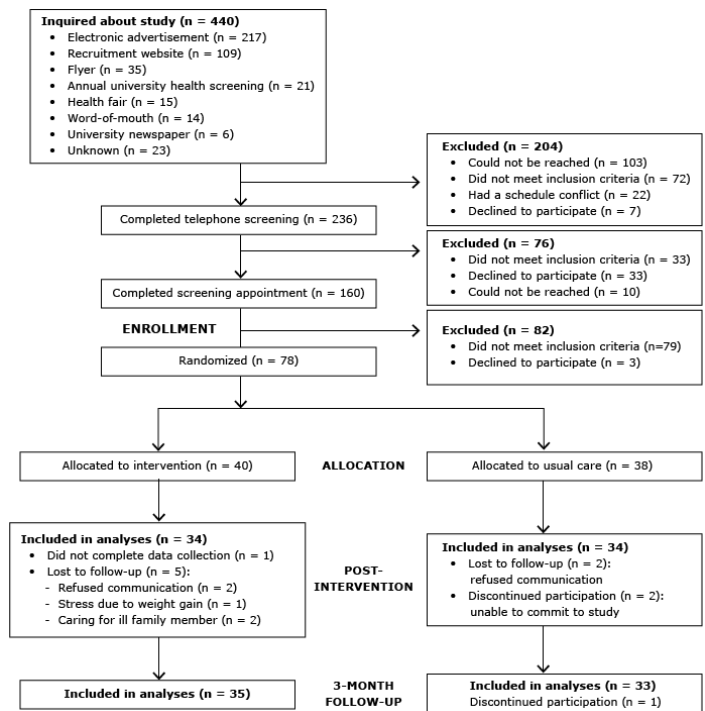 Inquired about study (n = 440)
• Electronic advertisement (n = 217)
• Recruitment website (n = 109)
• Flyer (n = 35)
• Annual university health screening (n = 21)
• Health fair (n = 15)
• Word-of-mouth (n = 14)
• University newspaper (n = 6)
• Unknown (n = 23)
Excluded (n = 204)
• Could not be reached (n = 103)
• Did not meet inclusion criteria (n = 72)
• Had a schedule conflict (n = 22)
• Declined to participate (n = 7)
Completed telephone screening (n = 236)
Excluded (n = 76)
• Did not meet inclusion criteria (n = 33)
• Declined to participate (n = 33)
• Could not be reached (n = 10)
Completed screening appointment (n = 160)
ENROLLMENT
Excluded (n = 82)
• Did not meet inclusion criteria (n=79)
• Declined to participate (n = 3)
Randomized (n = 78)
Allocated to intervention (n = 40)
ALLOCATION
Allocated to usual care (n = 38)
Included in analyses (n = 34)
• Did not complete data collection (n = 1)
• Lost to follow-up (n = 5):
- Refused communication (n = 2)
- Stress due to weight gain (n = 1)
- Caring for ill family member (n = 2)
POST-
INTERVENTION
Included in analyses (n = 34)
• Lost to follow-up (n = 2):
refused communication
• Discontinued participation (n = 2):
unable to commit to study
Included in analyses (n = 35)
3-MONTH
FOLLOW-UP
Included in analyses (n = 33)
Discontinued participation (n = 1)